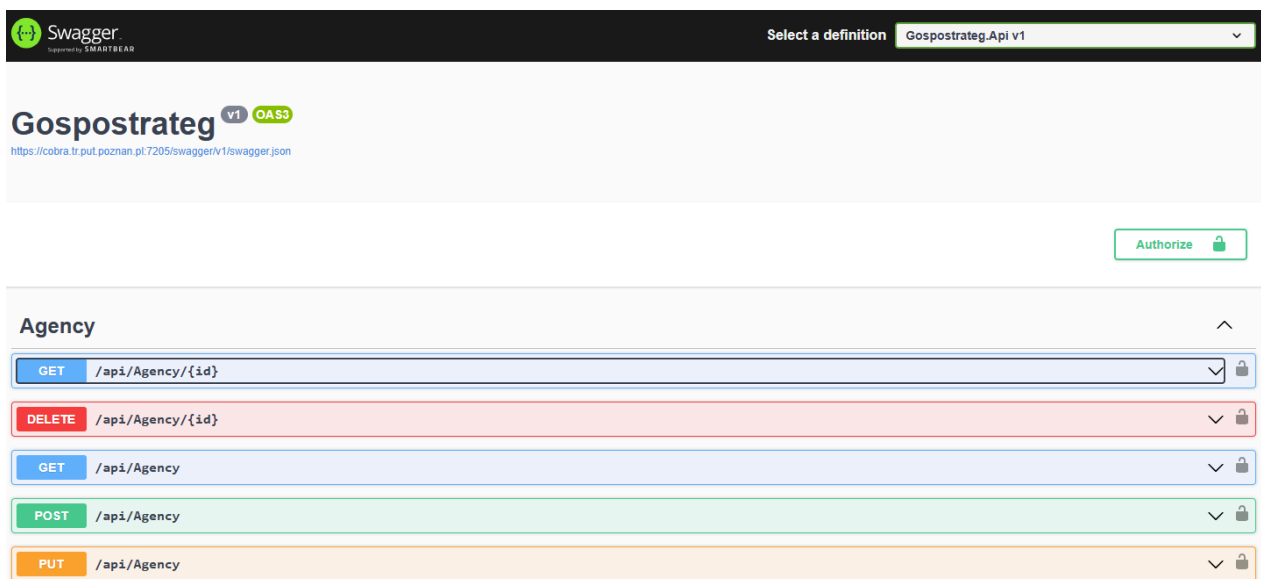 Swagger.
Supported by SMARTBEAR
Select a definition
Gospostrateg.Api v1
Gospostrateg v1 OAS3
https://cobra.tr.put.poznan.pl:7205/swagger/v1/swagger.json
Authorize
Agency
GET /api/Agency/{id}
DELETE /api/Agency/{id}
GET /api/Agency
POST /api/Agency
PUT /api/Agency